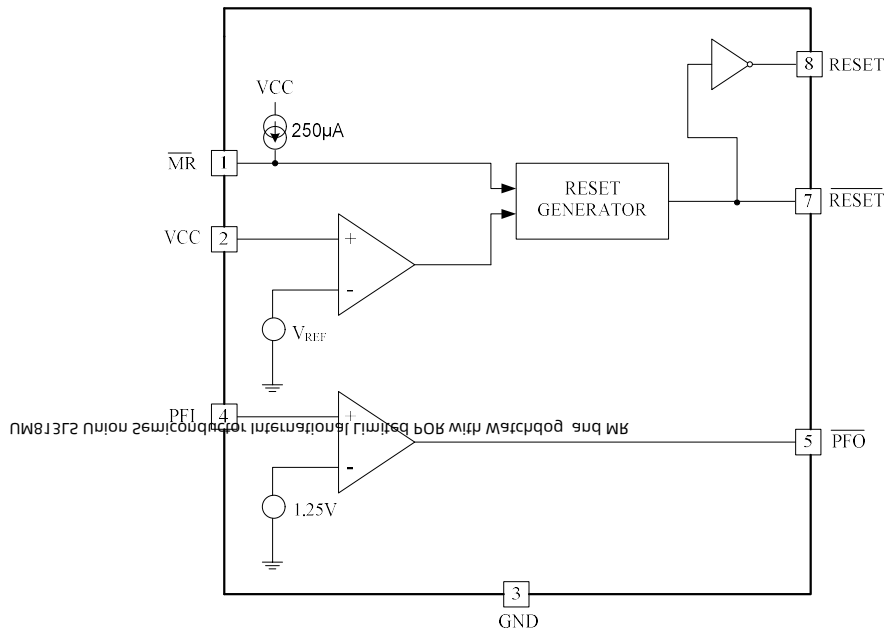 VCC
250µA
MR
1
8
RESET
RESET
GENERATOR
7
RESET
VCC
2
+
-
VREF
PFI
4
+
UM813LS Union Semiconductor International Limited POR with Watchdog and MR
5
PFO
-
1.25V
3
GND